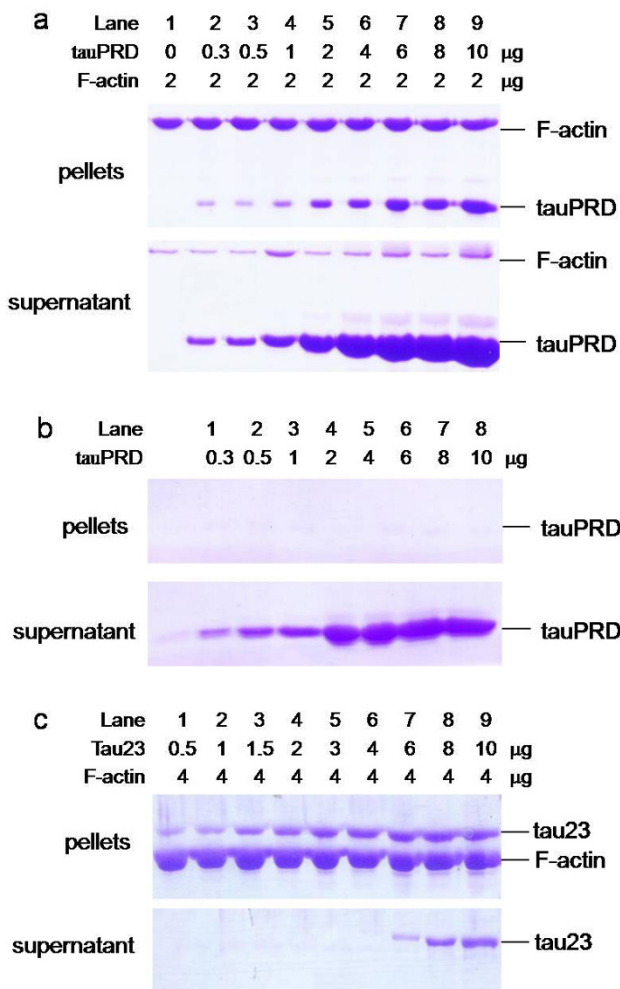 a
Lane 1 2 3 4 5 6 7 8 9
tauPRD 0 0.3 0.5 1 2 4 6 8 10 μg
F-actin 2 2 2 2 2 2 2 2 2 μg
pellets
F-actin
tauPRD
supernatant
F-actin
tauPRD
b
Lane 1 2 3 4 5 6 7 8
tauPRD 0.3 0.5 1 2 4 6 8 10 μg
pellets
tauPRD
supernatant
tauPRD
c
Lane 1 2 3 4 5 6 7 8 9
Tau23 0.5 1 1.5 2 3 4 6 8 10 μg
F-actin 4 4 4 4 4 4 4 4 4 μg
pellets
tau23
F-actin
supernatant
tau23